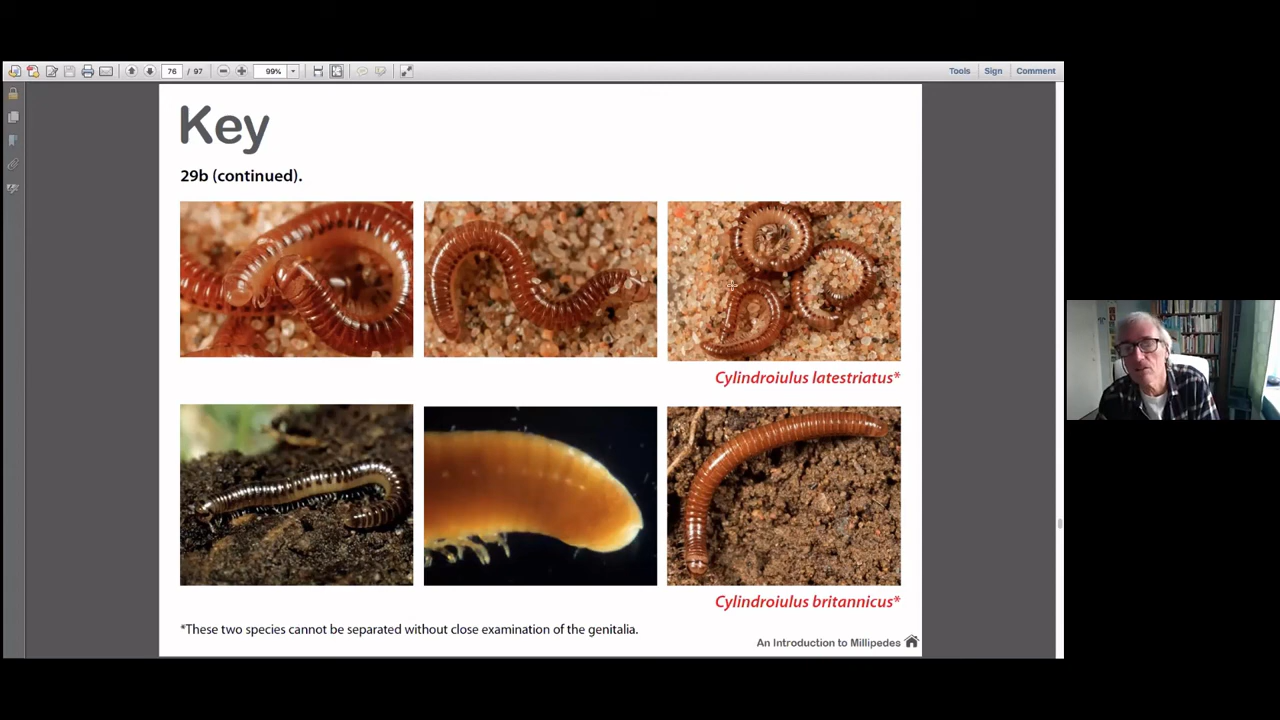 76 / 97
99%
Tools
Sign
Comment
Key
29b (continued).
Cylindroiulus latestriatus*
Cylindroiulus britannicus*
*These two species cannot be separated without close examination of the genitalia.
An Introduction to Millipedes